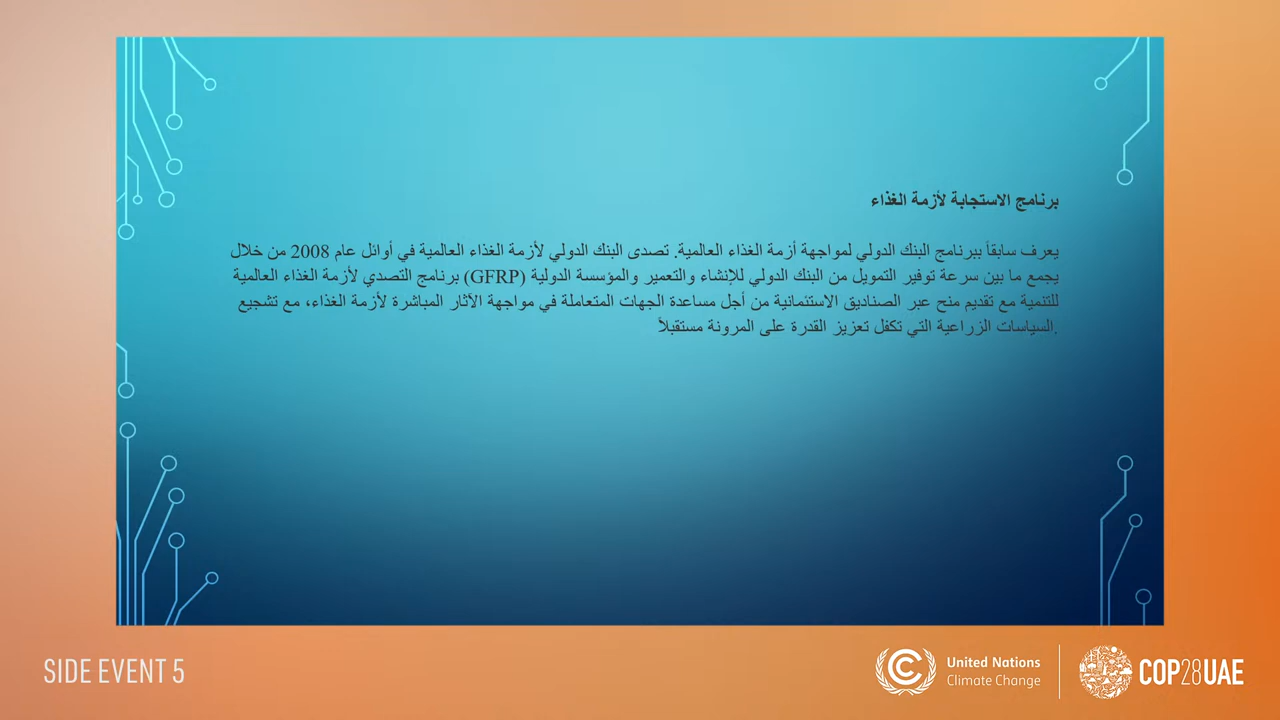 برنامج الاستجابة لأزمة الغذاء
يعرف سابقاً ببرنامج البنك الدولي لمواجهة أزمة الغذاء العالمية. تصدى البنك الدولي لأزمة الغذاء العالمية في أوائل عام 2008 من خلال
يجمع ما بين سرعة توفير التمويل من البنك الدولي للإنشاء والتعمير والمؤسسة الدولية (GFRP) برنامج التصدي لأزمة الغذاء العالمية
للتنمية مع تقديم منح عبر الصناديق الاستئمانية من أجل مساعدة الجهات المتعاملة في مواجهة الآثار المباشرة لأزمة الغذاء، مع تشجيع
.السياسات الزراعية التي تكفل تعزيز القدرة على المرونة مستقبلاً
SIDE EVENT 5
United Nations
Climate Change
COP28UAE